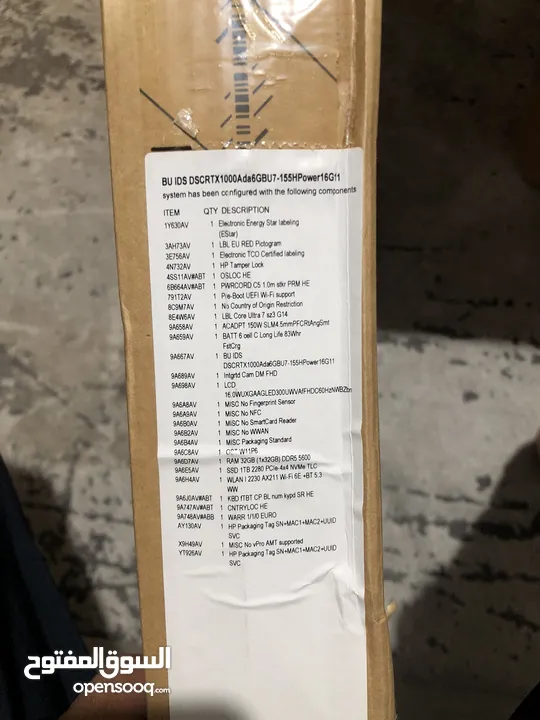 BU IDS DSCRTX1000Ada6GBU7-155HPower16G11
system has been configured with the following components
ITEM QTY DESCRIPTION
1Y630AV 1 Electronic Energy Star labeling
(EStar)
3AH73AV 1 LBL EU RED Pictogram
3E756AV 1 Electronic TCO Certified labeling
4N732AV 1 HP Tamper Lock
4SS11AV#ABT 1 OSLOC HE
6B664AV#ABT 1 PWRCORD C5 1.0m stkr PRM HE
791T2AV 1 Pre-Boot UEFI Wi-Fi support
8C9M7AV 1 No Country of Origin Restriction
8E4W6AV 1 LBL Core Ultra 7 sz3 G14
9A658AV 1 ACADPT 150W SLM4.5mmPFCRtAngSmt
9A659AV 1 BATT 6 cell C Long Life 83Whr
FstCrg
9A667AV 1 BU IDS
DSCRTX1000Ada6GBU7-155HPower16G11
9A689AV 1 Intgrtd Cam DM FHD
9A698AV 1 LCD
16.0WUXGAAGLED300UWVAfFHDC60HzNWBZbn
9A6A8AV 1 MISC No Fingerprint Sensor
9A6A9AV 1 MISC No NFC
9A6B0AV 1 MISC No SmartCard Reader
9A6B2AV 1 MISC No WWAN
9A6B4AV 1 MISC Packaging Standard
9A6C8AV 1 W11P6
9A6D7AV 1 RAM 32GB (1x32GB) DDR5 5600
9A6E5AV 1 SSD 1TB 2280 PCIe-4x4 NVMe TLC
9A6H4AV 1 WLAN I 2230 AX211 Wi-Fi 6E +BT 5.3
WW
9A6J0AV#ABT 1 KBD fTBT CP BL num kypd SR HE
9A747AV#ABT 1 CNTRYLOC HE
9A748AV#ABB 1 WARR 1/1/0 EURO
AY130AV 1 HP Packaging Tag SN+MAC1+MAC2+UUID
SVC
X9H49AV 1 MISC No vPro AMT supported
YT926AV 1 HP Packaging Tag SN+MAC1+MAC2+UUID
SVC
السوق المفتوح
opensooq.com